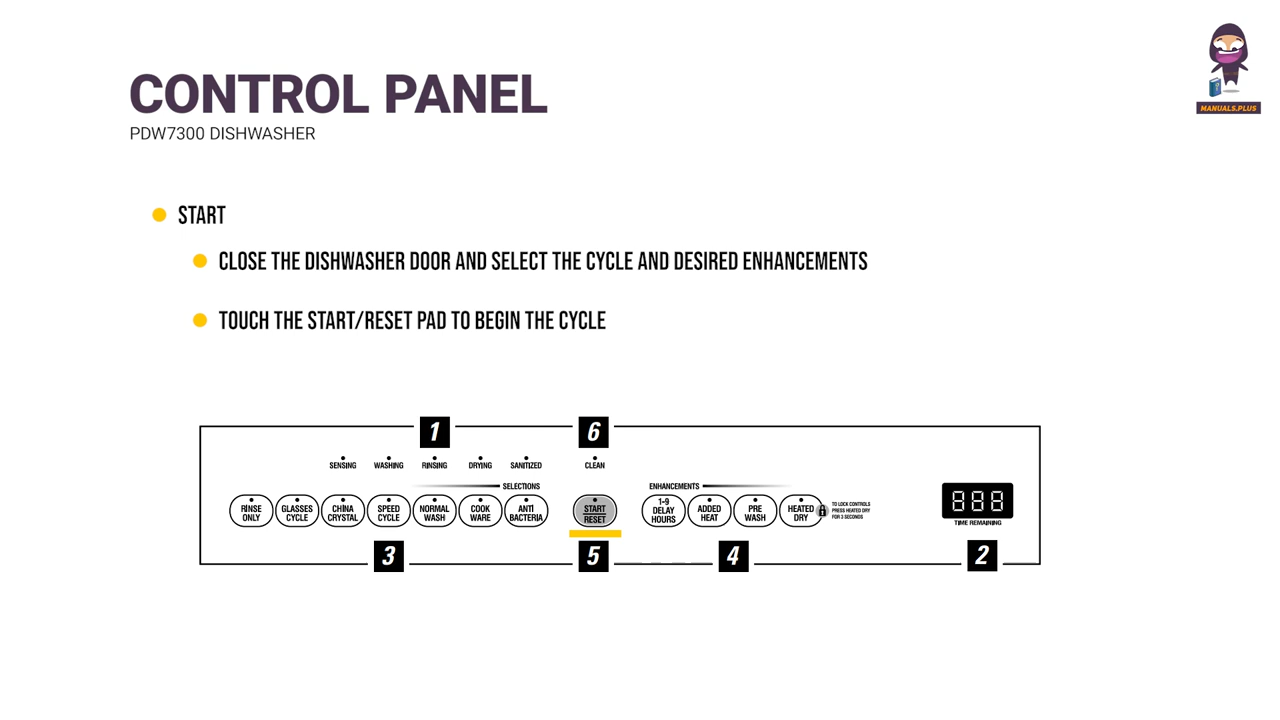 CONTROL PANEL
PDW7300 DISHWASHER
MANUALS.PLUS
START
CLOSE THE DISHWASHER DOOR AND SELECT THE CYCLE AND DESIRED ENHANCEMENTS
TOUCH THE START/RESET PAD TO BEGIN THE CYCLE
1
6
SENSING
WASHING
RINSING
DRYING
SANITIZED
CLEAN
SELECTIONS
ENHANCEMENTS
RINSE
ONLY
GLASSES
CYCLE
CHINA
CRYSTAL
SPEED
CYCLE
NORMAL
WASH
COOK
WARE
ANTI
BACTERIA
START
RESET
1-9
DELAY
HOURS
ADDED
HEAT
PRE
WASH
HEATED
DRY
TO LOCK CONTROLS
PRESS HEATED DRY
FOR 3 SECONDS
888
TIME REMAINING
3
5
4
2